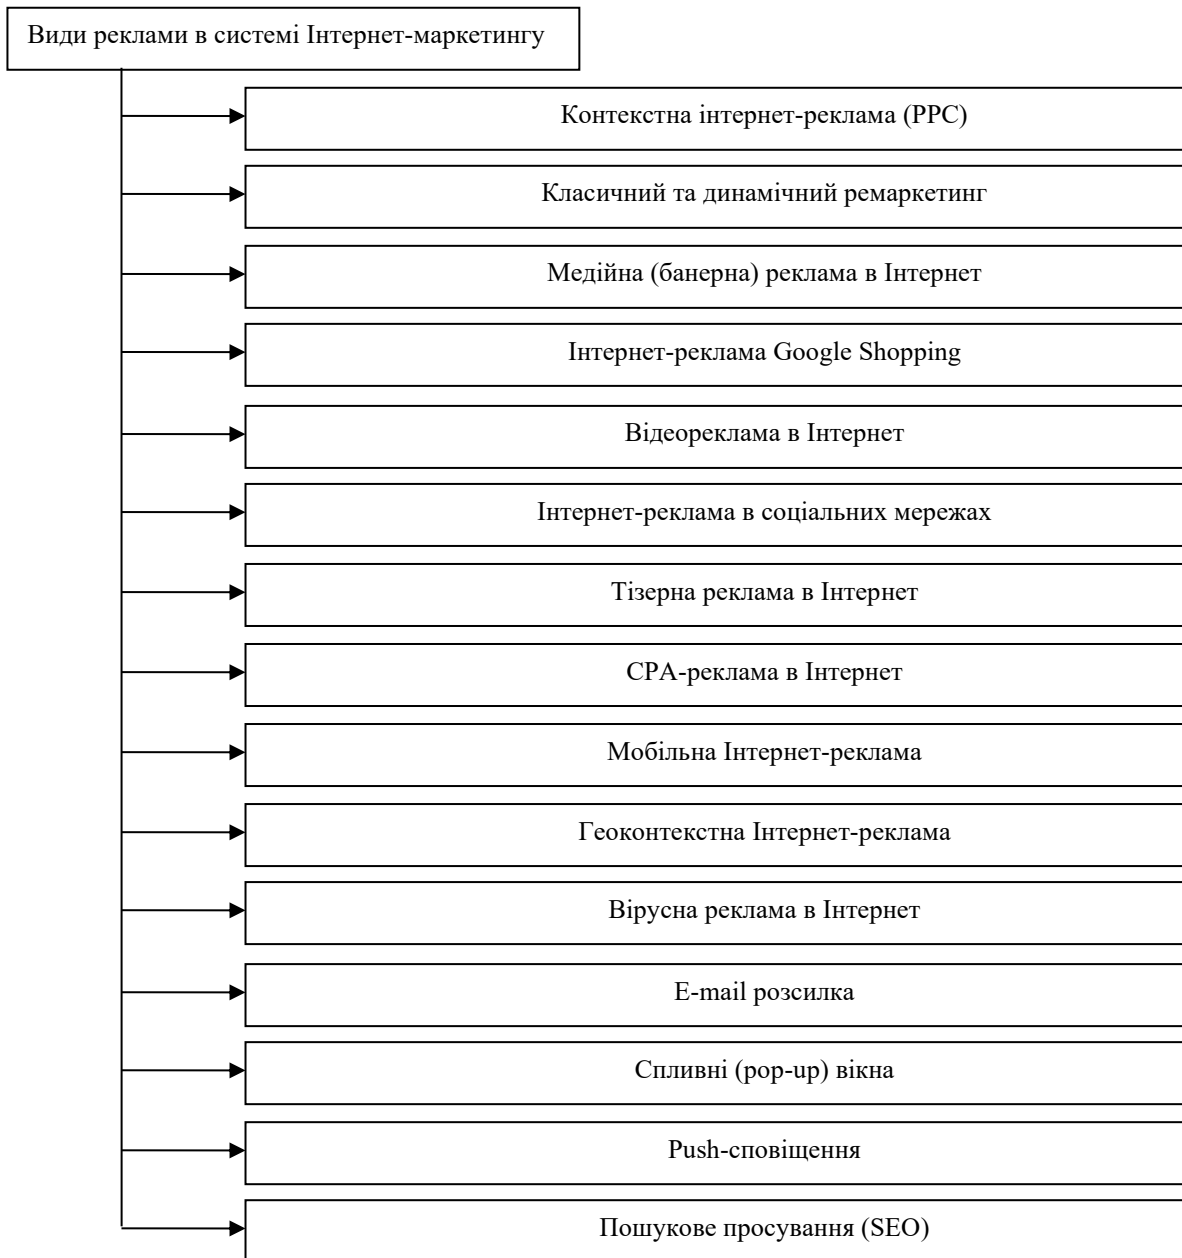 Види реклами в системі Інтернет-маркетингу
Контекстна інтернет-реклама (PPC)
Класичний та динамічний ремаркетинг
Медійна (банерна) реклама в Інтернет
Інтернет-реклама Google Shopping
Відеореклама в Інтернет
Інтернет-реклама в соціальних мережах
Тізерна реклама в Інтернет
CPA-реклама в Інтернет
Мобільна Інтернет-реклама
Геоконтекстна Інтернет-реклама
Вірусна реклама в Інтернет
E-mail розсилка
Спливні (pop-up) вікна
Push-сповіщення
Пошукове просування (SEO)